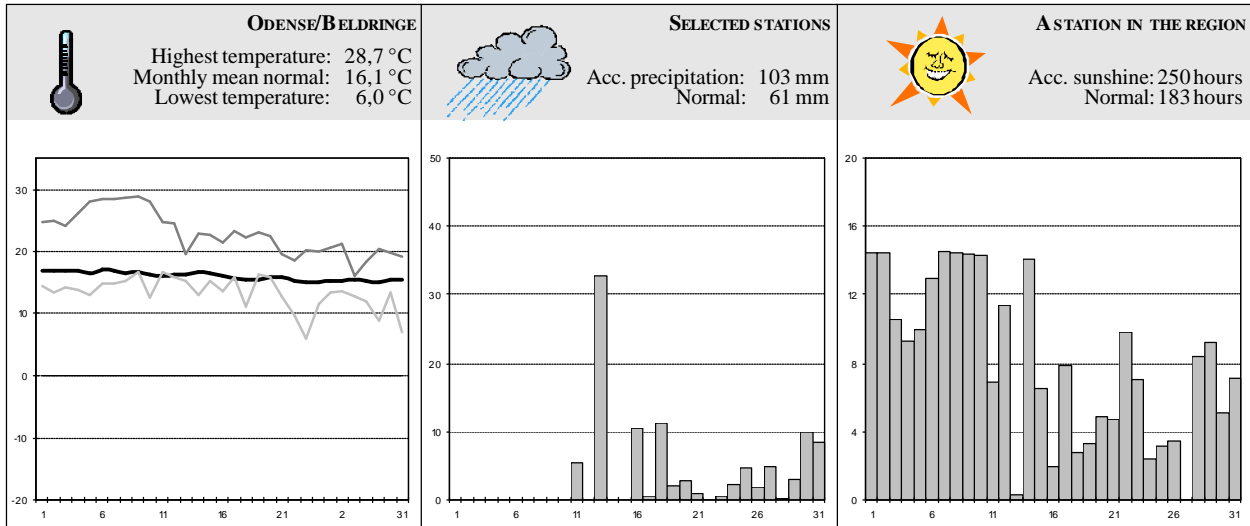 ODENSE/BELDRINGE
Highest temperature: 28,7 °C
Monthly mean normal: 16,1 °C
Lowest temperature: 6,0 °C
SELECTED STATIONS
Acc. precipitation: 103 mm
Normal: 61 mm
A STATION IN THE REGION
Acc. sunshine: 250 hours
Normal: 183 hours
30
20
10
0
-10
-20
1 6 11 16 21 2 31
50
40
30
20
10
0
1 6 11 16 21 26 31
20
16
12
8
4
0
1 6 11 16 21 26 31